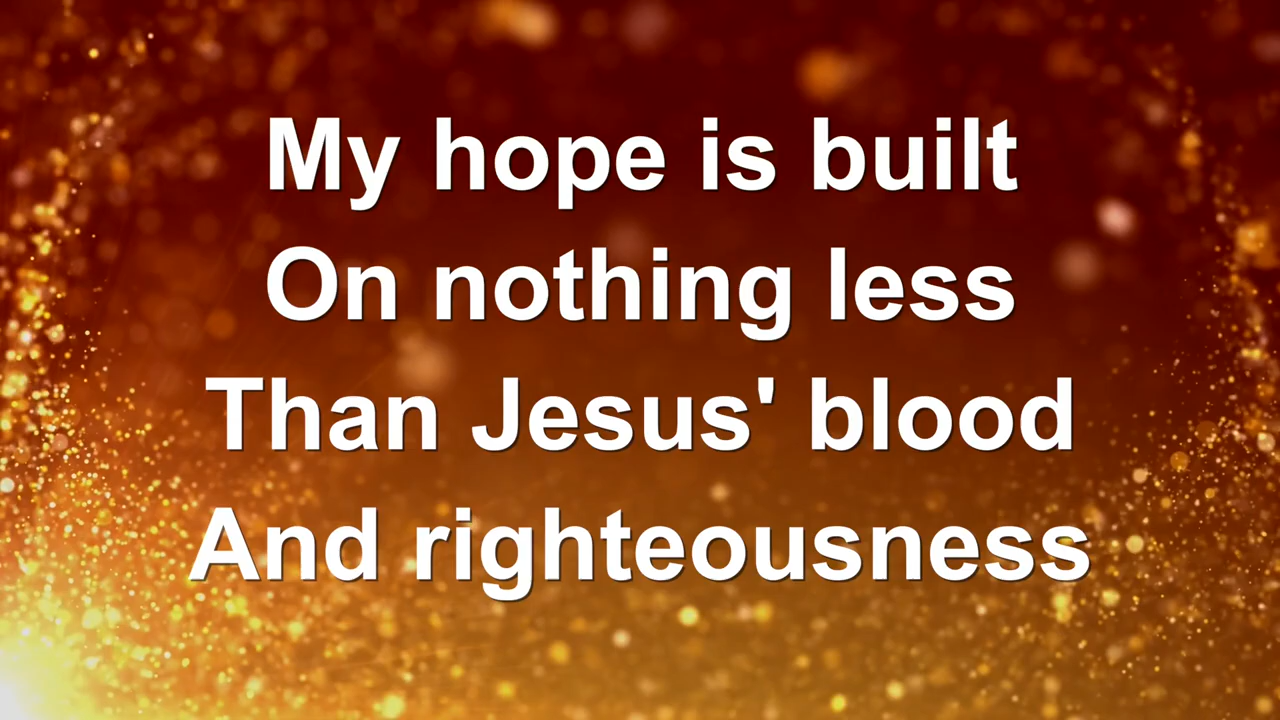 My hope is built
On nothing less
Than Jesus' blood
And righteousness